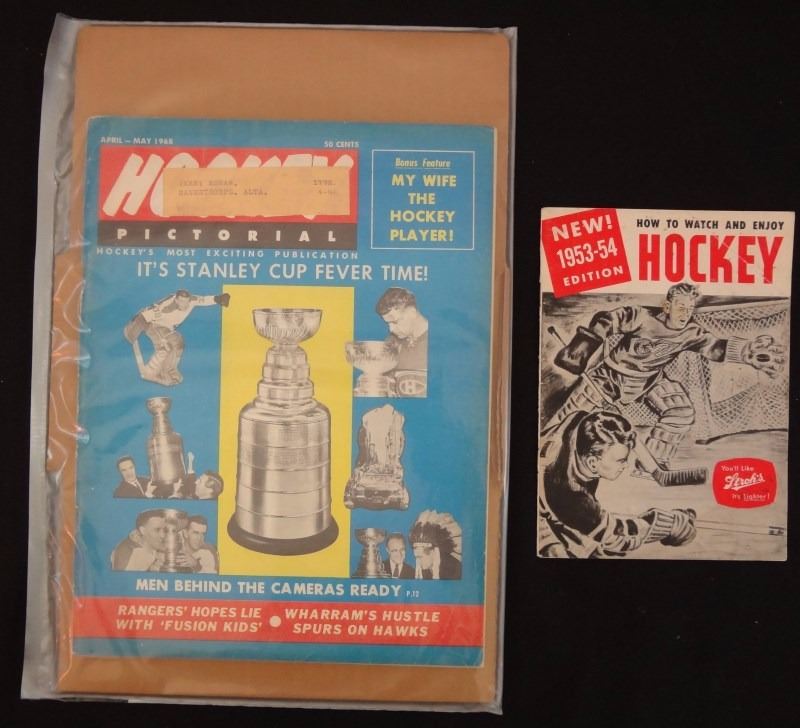 APRIL – MAY 1968
50 CENTS
HOCKEY
ALTA.
PICTORIAL
HOCKEY'S MOST EXCITING PUBLICATION
Bonus Feature
MY WIFE
THE
HOCKEY
PLAYER!
IT'S STANLEY CUP FEVER TIME!
MEN BEHIND THE CAMERAS READY P.12
RANGERS' HOPES LIE
WITH 'FUSION KIDS'
WHARRAM'S HUSTLE
SPURS ON HAWKS
NEW!
1953-54
EDITION
HOW TO WATCH AND ENJOY
HOCKEY
You'll Like
Stroh's
It's Lighter!